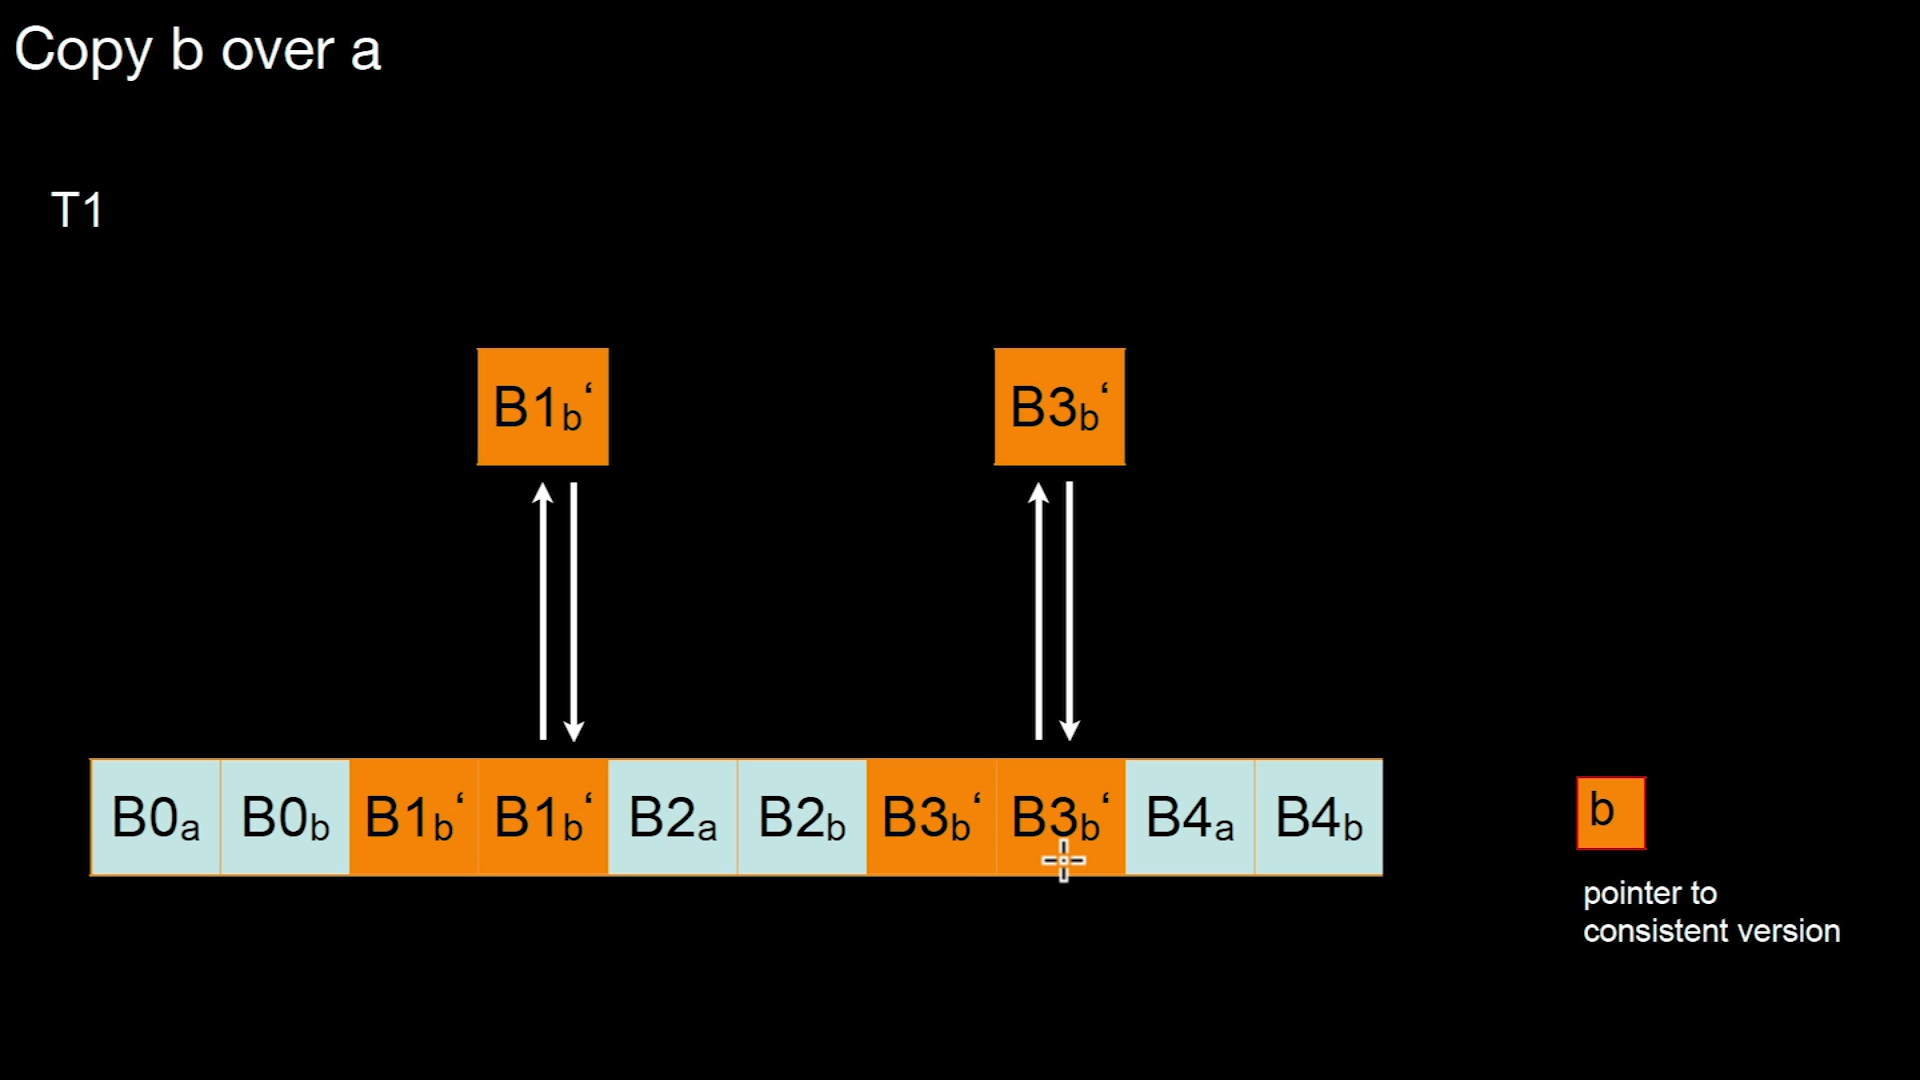 Copy b over a
T1
B1b‘ B3b‘
B0a B0b B1b‘ B1b‘ B2a B2b B3b‘ B3b‘ B4a B4b
b
pointer to
consistent version